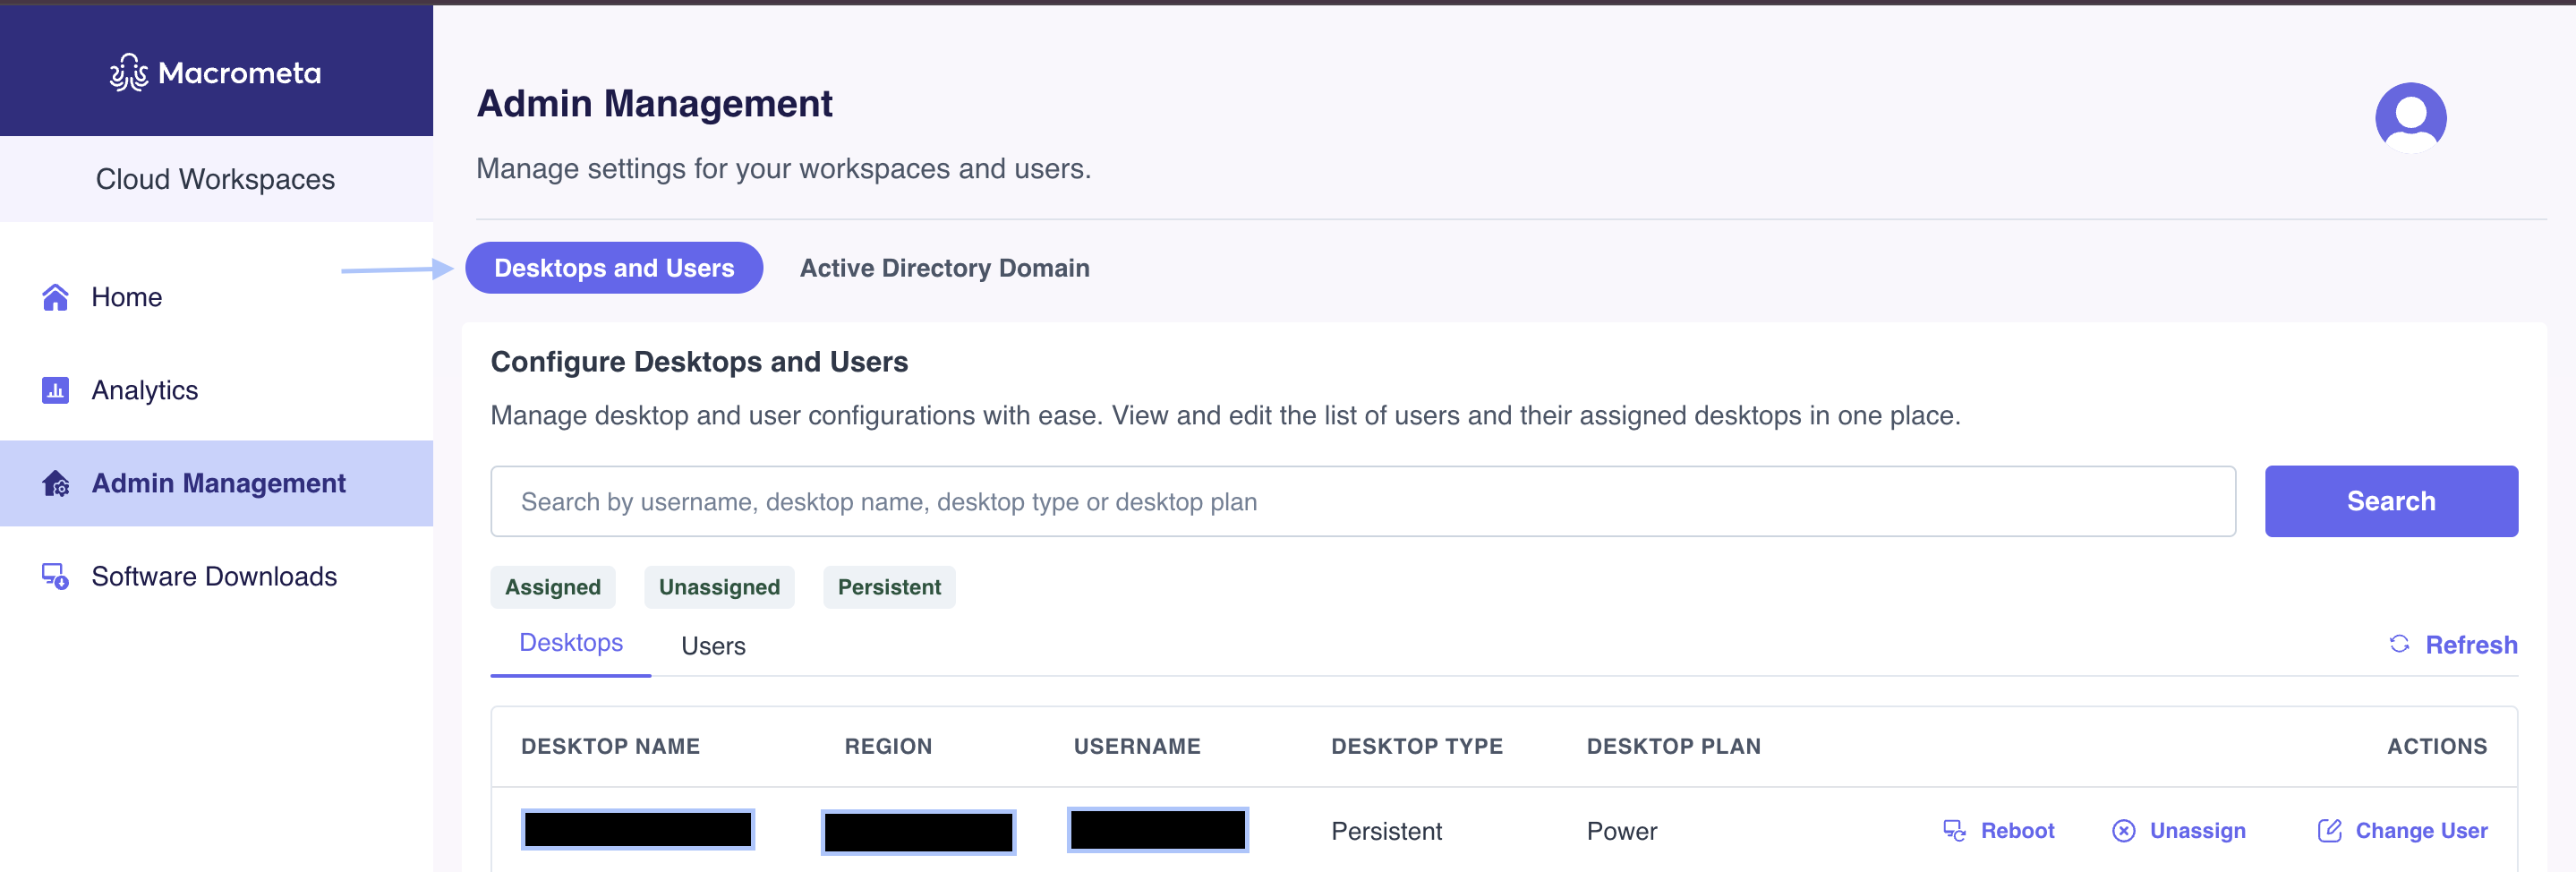 Macrometa
Cloud Workspaces
Home
Analytics
Admin Management
Software Downloads
Admin Management
Manage settings for your workspaces and users.
Desktops and Users
Active Directory Domain
Configure Desktops and Users
Manage desktop and user configurations with ease. View and edit the list of users and their assigned desktops in one place.
Search by username, desktop name, desktop type or desktop plan
Search
Assigned Unassigned Persistent
Desktops Users
Refresh
DESKTOP NAME REGION USERNAME DESKTOP TYPE DESKTOP PLAN ACTIONS
Persistent Power Reboot Unassign Change User